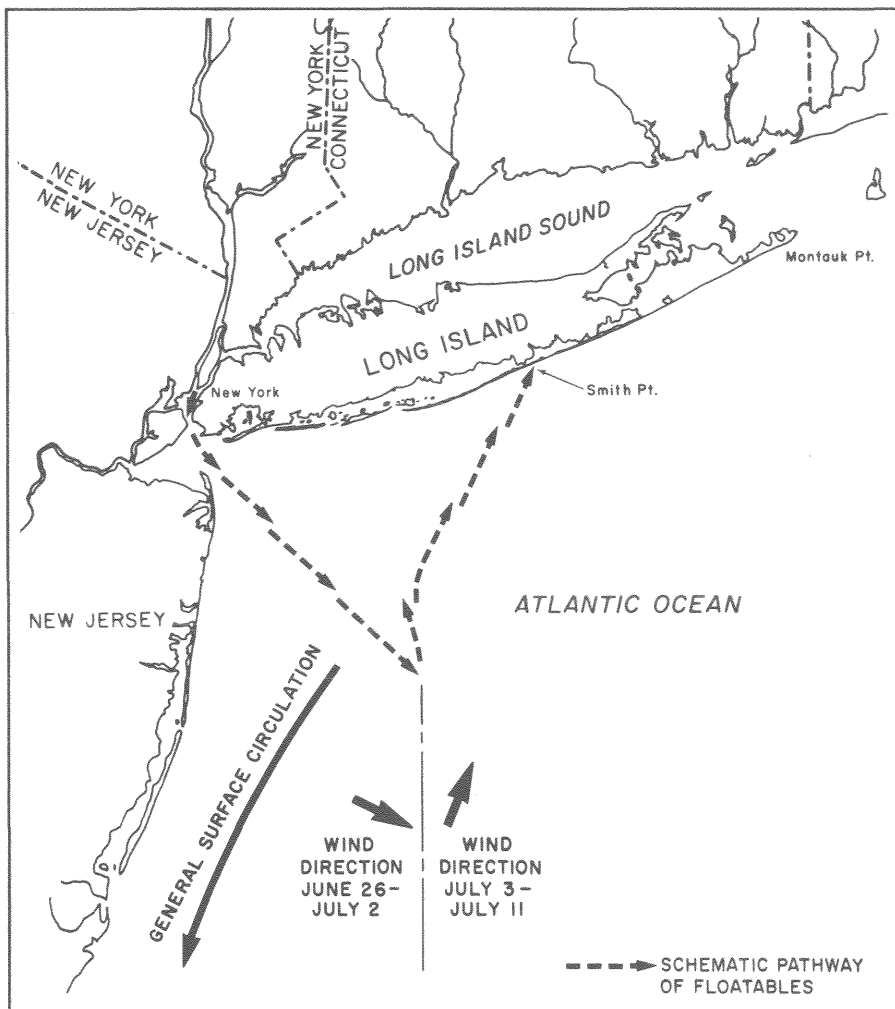 NEW YORK
CONNECTICUT
NEW YORK
NEW JERSEY
LONG ISLAND SOUND
Montauk Pt.
LONG ISLAND
New York
Smith Pt.
NEW JERSEY
ATLANTIC OCEAN
GENERAL SURFACE CIRCULATION
WIND
DIRECTION
JUNE 26–
JULY 2
WIND
DIRECTION
JULY 3–
JULY 11
SCHEMATIC PATHWAY
OF FLOATABLES